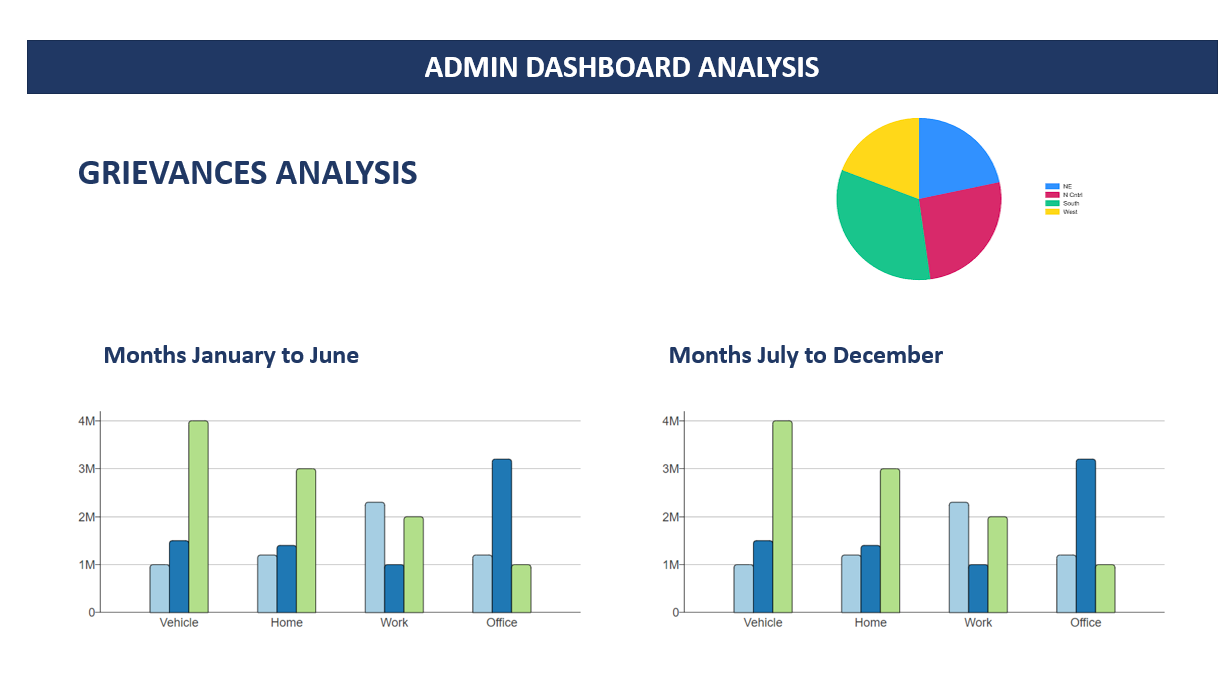 ADMIN DASHBOARD ANALYSIS
GRIEVANCES ANALYSIS
NE
N Cntrl
South
West
Months January to June
Months July to December
4M
3M
2M
1M
0
Vehicle Home Work Office
4M
3M
2M
1M
0
Vehicle Home Work Office